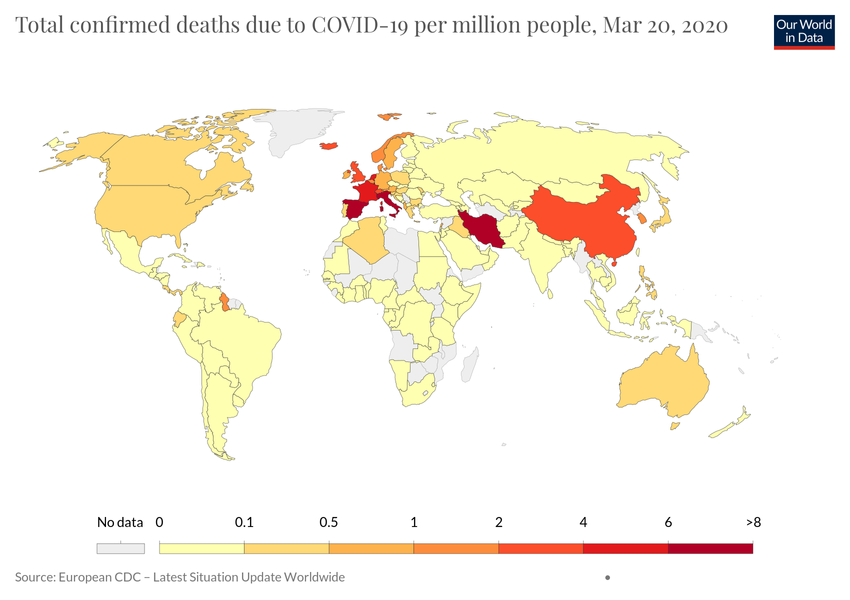 Total confirmed deaths due to COVID-19 per million people, Mar 20, 2020
Our World
in Data
No data 0 0.1 0.5 1 2 4 6 >8
Source: European CDC – Latest Situation Update Worldwide